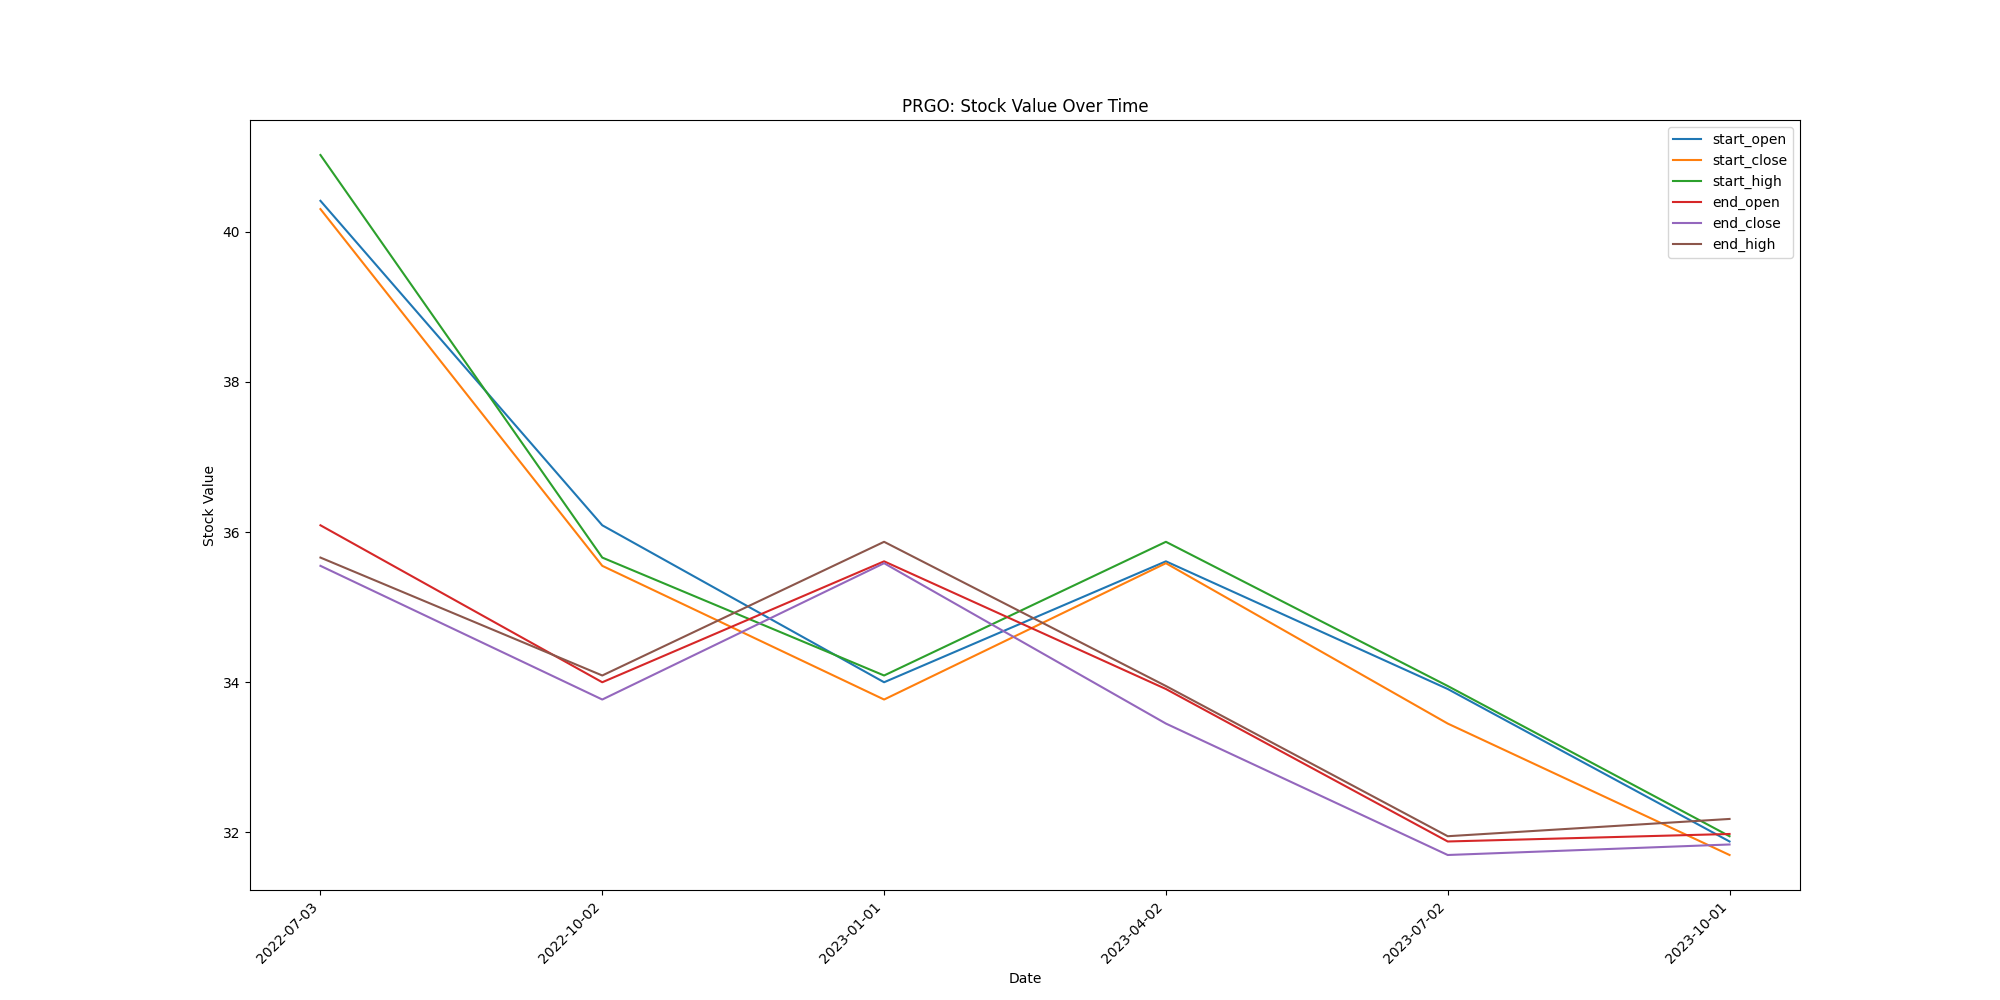 PRGO: Stock Value Over Time
start_open
start_close
start_high
end_open
end_close
end_high
Stock Value
40
38
36
34
32
2022-07-03
2022-10-02
2023-01-01
2023-04-02
2023-07-02
2023-10-01
Date